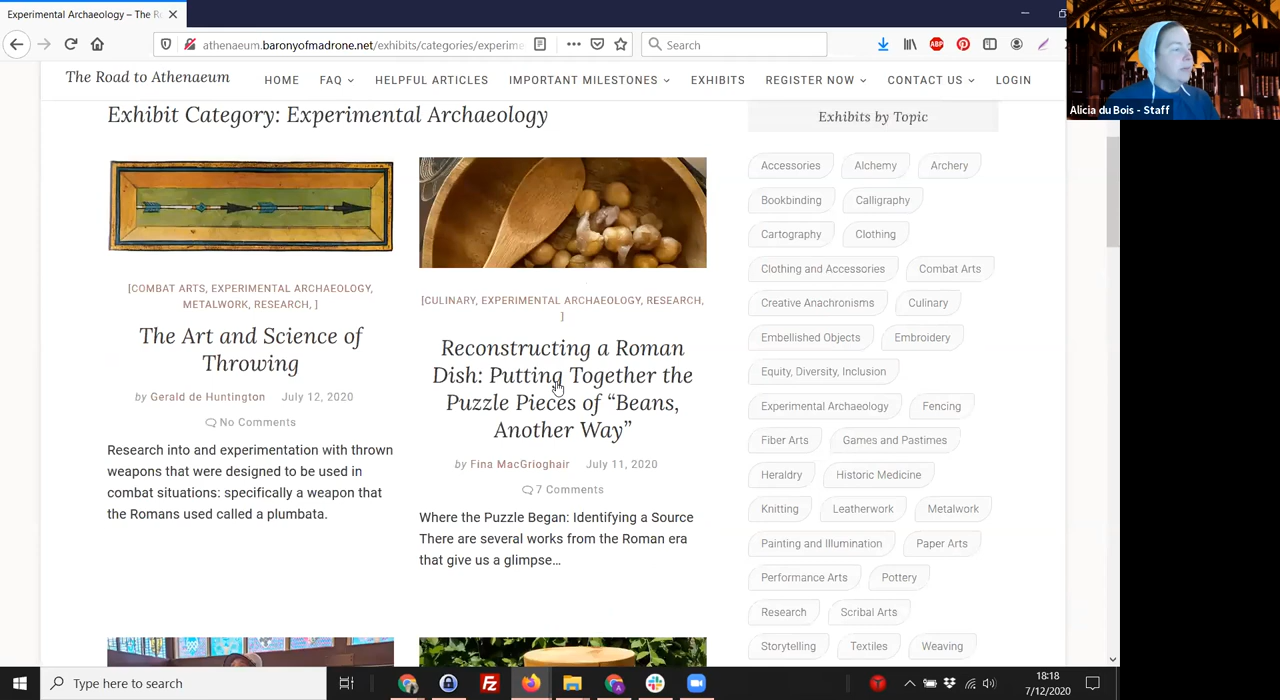 Experimental Archaeology – The R
athenaeum.baronyofmadrone.net/exhibits/categories/experime
Search
ABP
Alicia du Bois - Staff
The Road to Athenaeum
HOME
FAQ
HELPFUL ARTICLES
IMPORTANT MILESTONES
EXHIBITS
REGISTER NOW
CONTACT US
LOGIN
Exhibit Category: Experimental Archaeology
[COMBAT ARTS, EXPERIMENTAL ARCHAEOLOGY,
METALWORK, RESEARCH, ]
The Art and Science of
Throwing
by Gerald de Huntington July 12, 2020
No Comments
Research into and experimentation with thrown
weapons that were designed to be used in
combat situations: specifically a weapon that
the Romans used called a plumbata.
[CULINARY, EXPERIMENTAL ARCHAEOLOGY, RESEARCH,
]
Reconstructing a Roman
Dish: Putting Together the
Puzzle Pieces of “Beans,
Another Way”
by Fina MacGrioghair July 11, 2020
7 Comments
Where the Puzzle Began: Identifying a Source
There are several works from the Roman era
that give us a glimpse…
Exhibits by Topic
Accessories Alchemy Archery
Bookbinding Calligraphy
Cartography Clothing
Clothing and Accessories Combat Arts
Creative Anachronisms Culinary
Embellished Objects Embroidery
Equity, Diversity, Inclusion
Experimental Archaeology Fencing
Fiber Arts Games and Pastimes
Heraldry Historic Medicine
Knitting Leatherwork Metalwork
Painting and Illumination Paper Arts
Performance Arts Pottery
Research Scribal Arts
Storytelling Textiles Weaving
Type here to search
18:18
7/12/2020